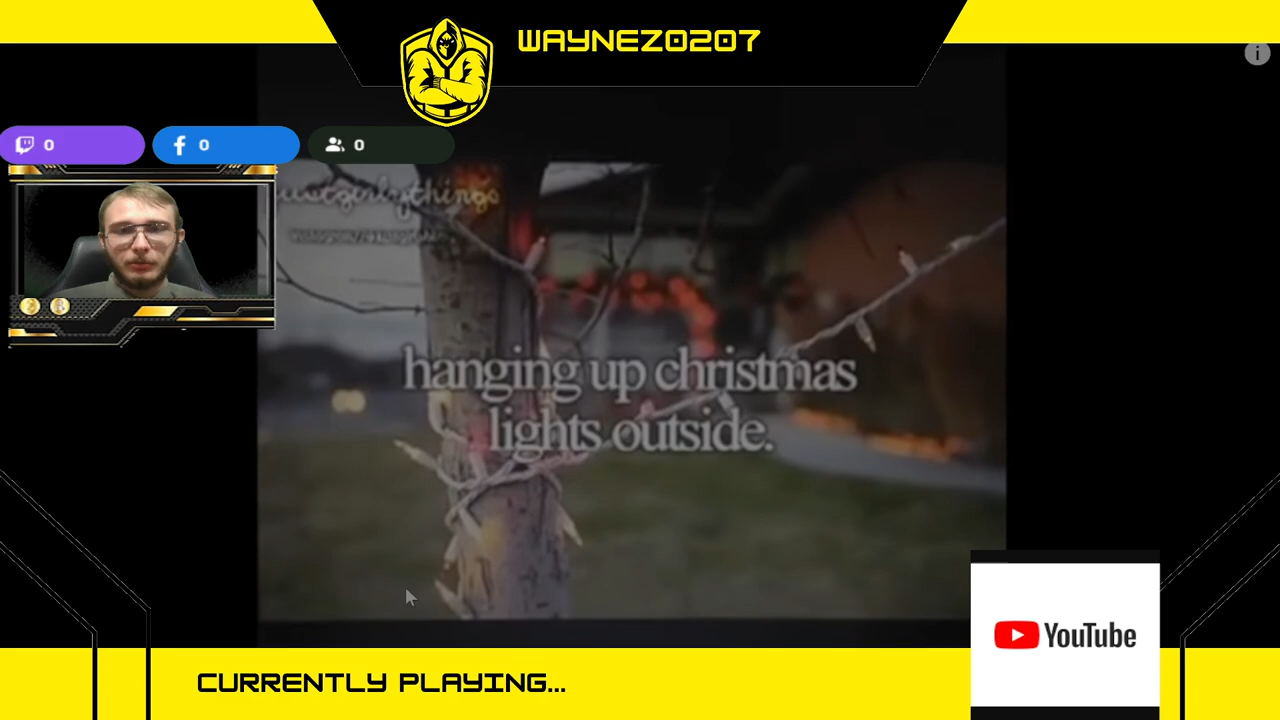 WAYNEZ0207
0
0
0
hanging up christmas
lights outside.
YouTube
CURRENTLY PLAYING...